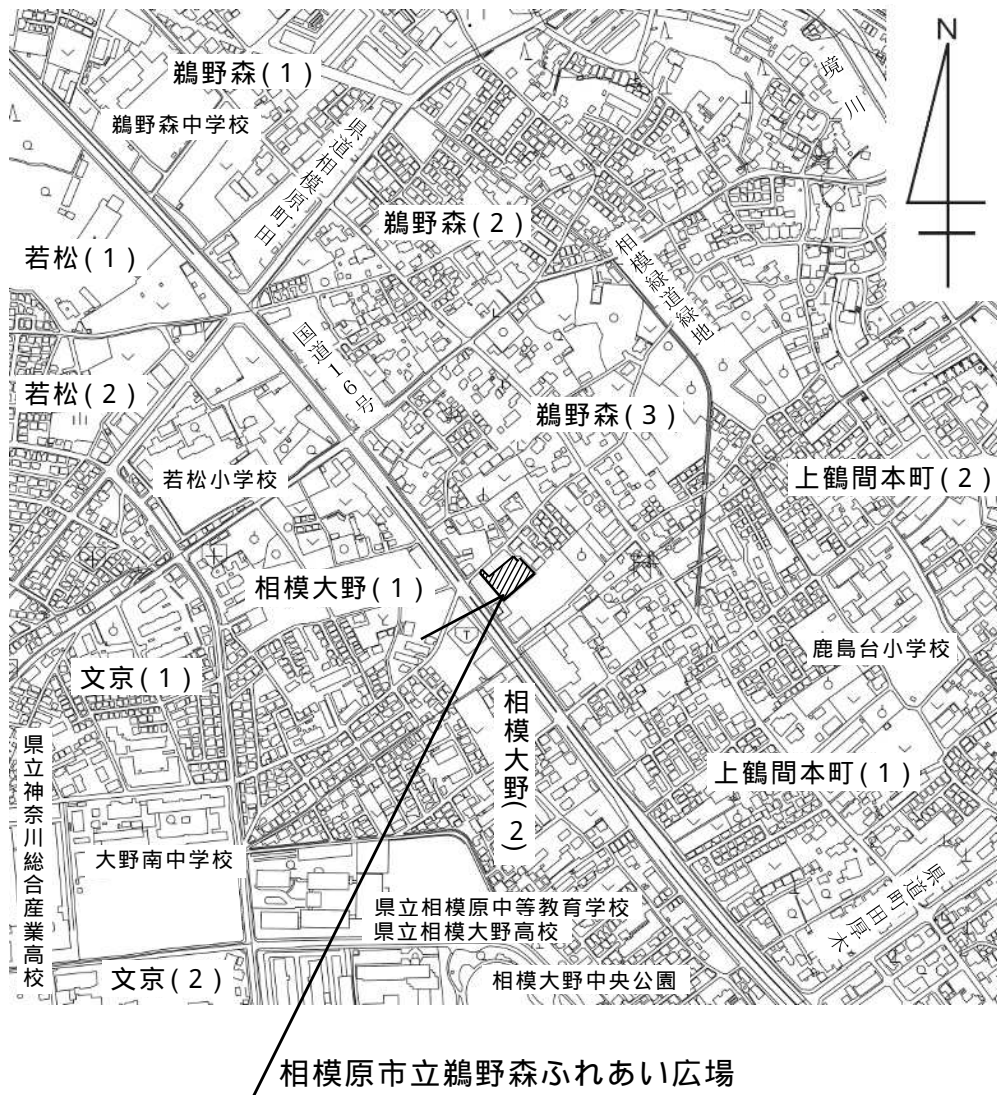 N
境川
鵜野森(1)
鵜野森中学校
県道相模原町田
鵜野森(2)
若松(1)
相模緑道緑地
国道16号
若松(2)
鵜野森(3)
上鶴間本町(2)
若松小学校
相模大野(1)
T
鹿島台小学校
文京(1)
相模大野(2)
上鶴間本町(1)
県立神奈川総合産業高校
大野南中学校
県道町田厚木
県立相模原中等教育学校
県立相模大野高校
文京(2)
相模大野中央公園
相模原市立鵜野森ふれあい広場